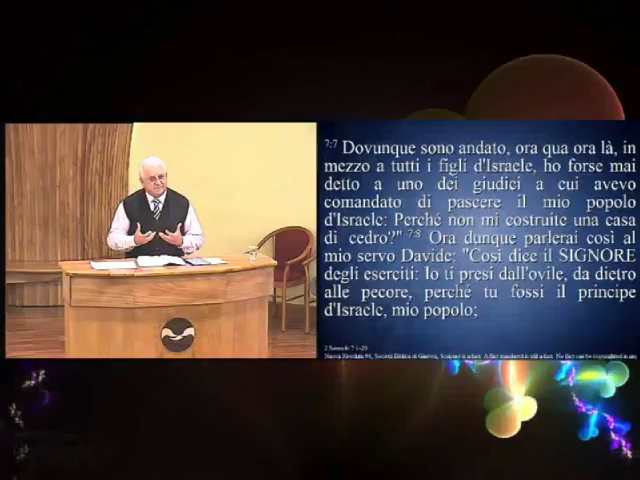 7:7 Dovunque sono andato, ora qua ora là, in
mezzo a tutti i figli d'Israele, ho forse mai
detto a uno dei giudici a cui avevo
comandato di pascere il mio popolo
d'Israele: Perché non mi costruite una casa
di cedro?" 7:8 Ora dunque parlerai così al
mio servo Davide: "Così dice il SIGNORE
degli eserciti: Io ti presi dall'ovile, da dietro
alle pecore, perché tu fossi il principe
d'Israele, mio popolo;
2 Samuele 7:1-29
Nuova Riveduta 94, Società Biblica di Ginevra,